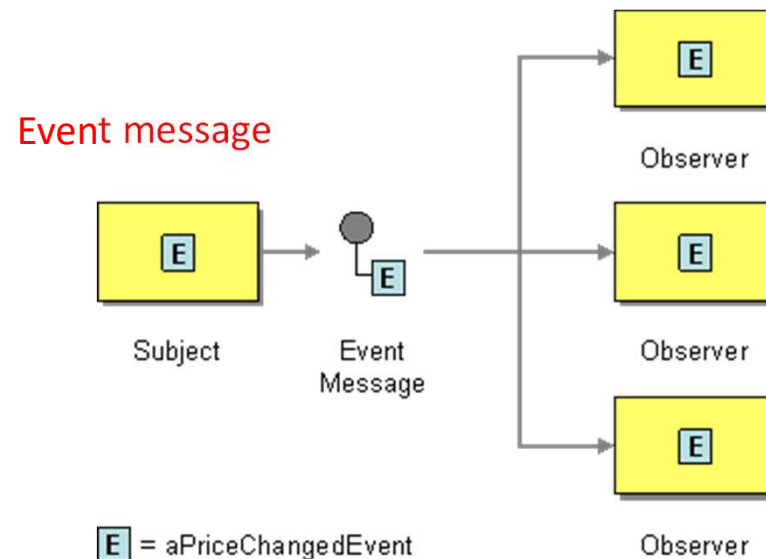 E
Observer
Event message
E
E
E
Subject
Event
Message
Observer
E
Observer
E = aPriceChangedEvent